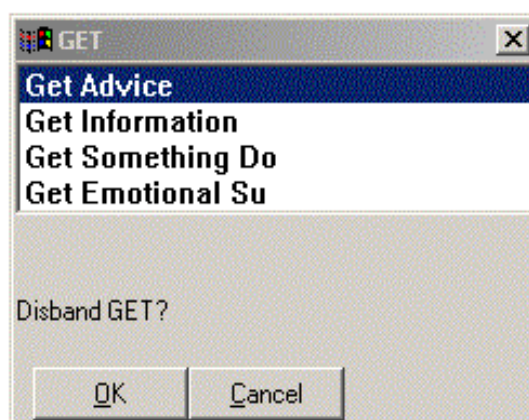 GET
Get Advice
Get Information
Get Something Do
Get Emotional Su
Disband GET?
OK Cancel